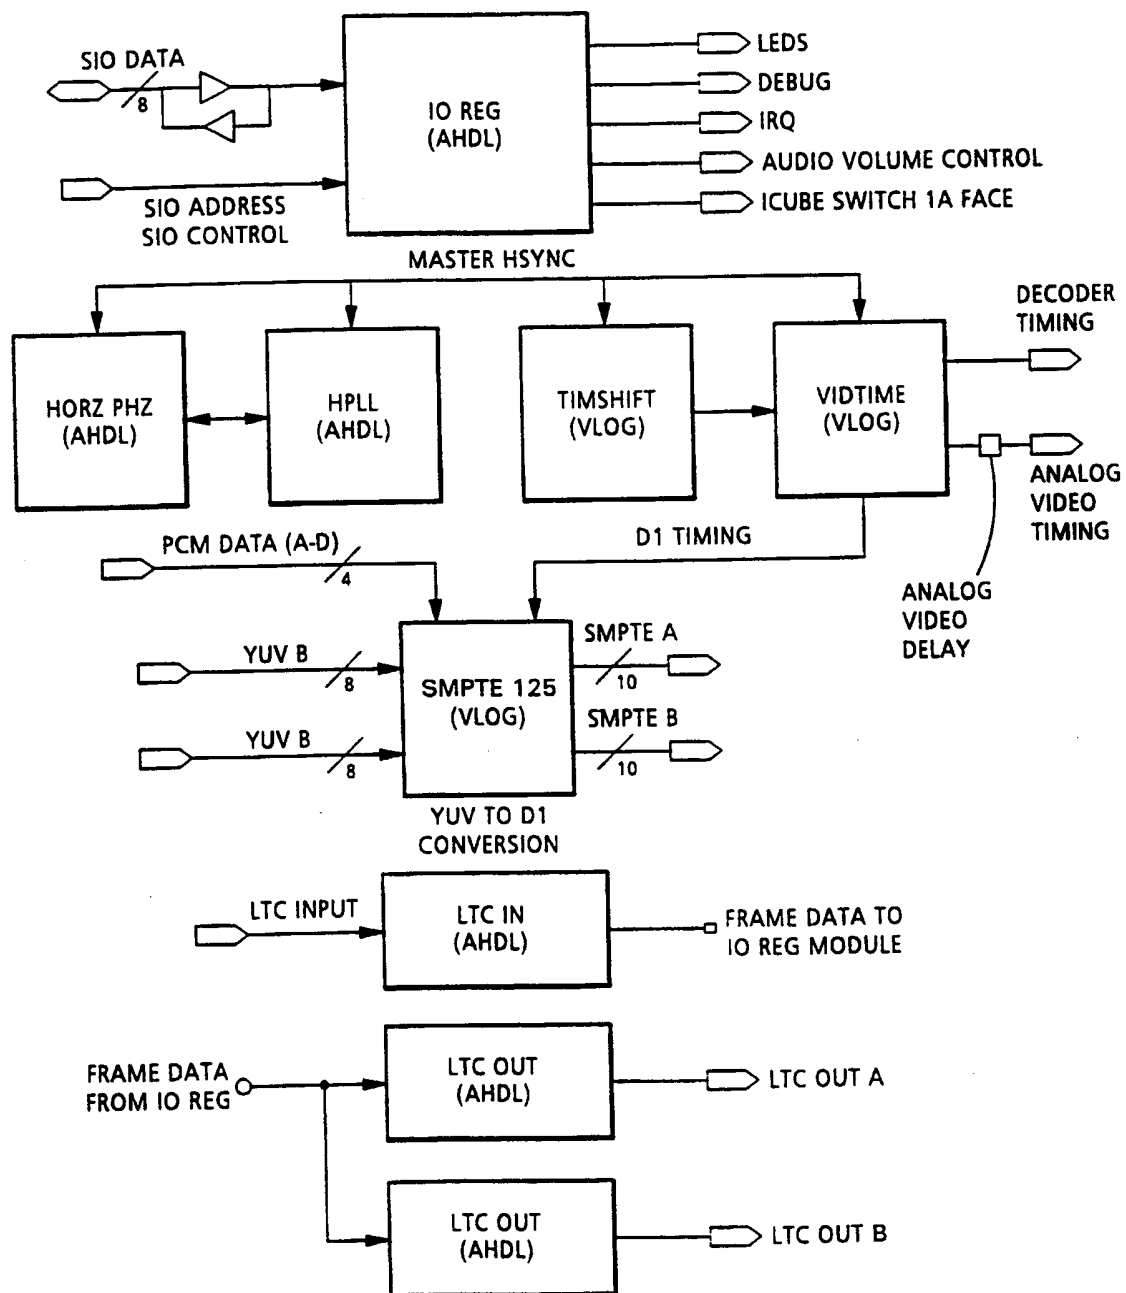 SIO DATA
8
SIO ADDRESS
SIO CONTROL
IO REG
(AHDL)
LEDS
DEBUG
IRQ
AUDIO VOLUME CONTROL
ICUBE SWITCH 1A FACE
MASTER HSYNC
HORZ PHZ
(AHDL)
HPLL
(AHDL)
TIMSHIFT
(VLOG)
VIDTIME
(VLOG)
DECODER
TIMING
ANALOG
VIDEO
TIMING
ANALOG
VIDEO
DELAY
PCM DATA (A-D)
4
D1 TIMING
YUV B
8
YUV B
8
SMPTE 125
(VLOG)
SMPTE A
10
SMPTE B
10
YUV TO D1
CONVERSION
LTC INPUT
LTC IN
(AHDL)
FRAME DATA TO
IO REG MODULE
FRAME DATA
FROM IO REG
LTC OUT
(AHDL)
LTC OUT A
LTC OUT
(AHDL)
LTC OUT B